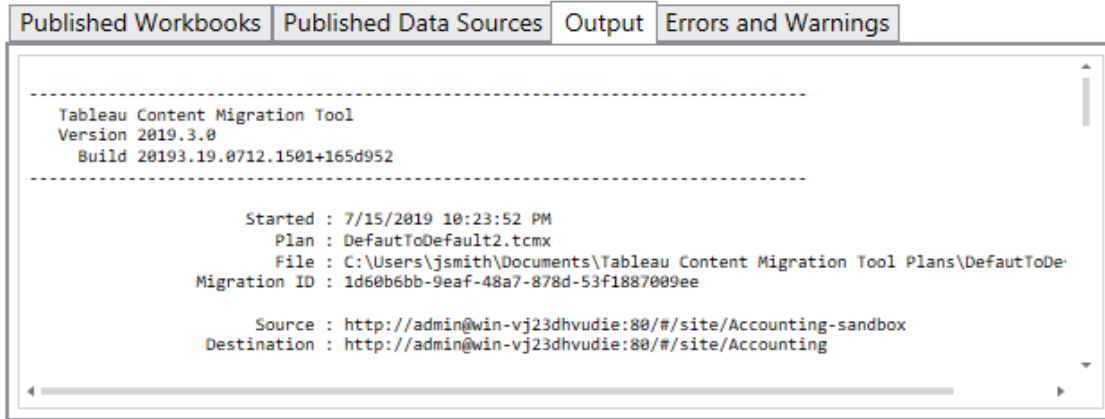 Published Workbooks Published Data Sources Output Errors and Warnings
--------------------------------------------------------------------------------
Tableau Content Migration Tool
Version 2019.3.0
Build 20193.19.0712.1501+165d952
--------------------------------------------------------------------------------
Started : 7/15/2019 10:23:52 PM
Plan : DefautToDefault2.tcmx
File : C:\Users\jsmith\Documents\Tableau Content Migration Tool Plans\DefautToDe
Migration ID : 1d60b6bb-9eaf-48a7-878d-53f1887009ee
Source : http://admin@win-vj23dhvudie:80/#/site/Accounting-sandbox
Destination : http://admin@win-vj23dhvudie:80/#/site/Accounting